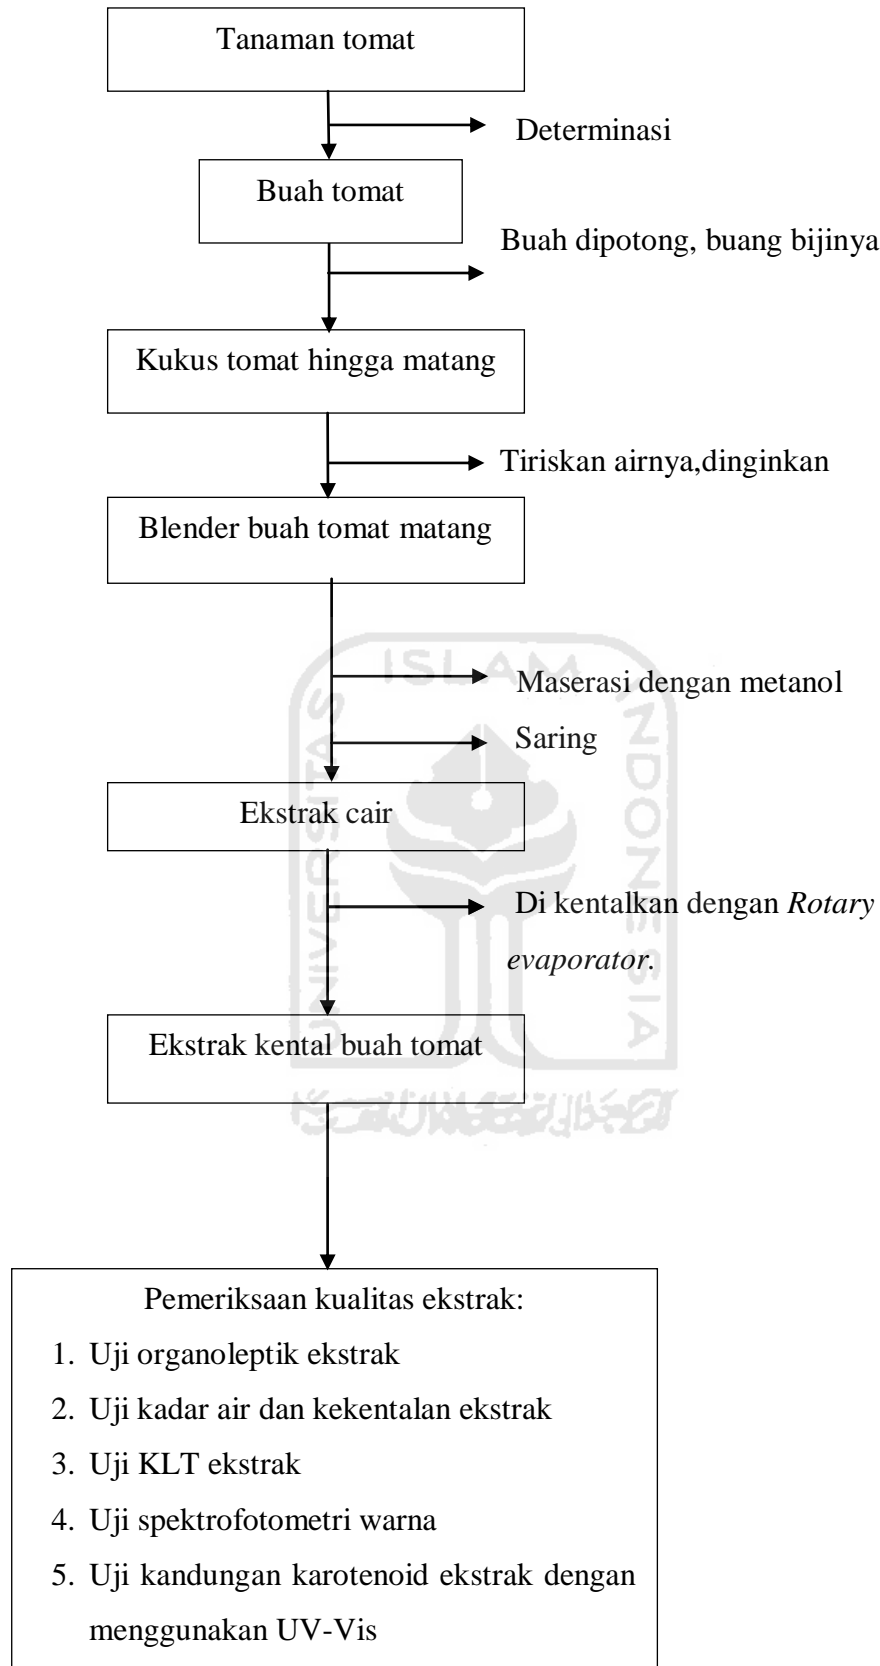 Tanaman tomat
Determinasi
Buah tomat
Buah dipotong, buang bijinya
Kukus tomat hingga matang
Tiriskan airnya,dinginkan
Blender buah tomat matang
Maserasi dengan metanol
Saring
Ekstrak cair
Di kentalkan dengan Rotary
evaporator.
Ekstrak kental buah tomat
Pemeriksaan kualitas ekstrak:
1. Uji organoleptik ekstrak
2. Uji kadar air dan kekentalan ekstrak
3. Uji KLT ekstrak
4. Uji spektrofotometri warna
5. Uji kandungan karotenoid ekstrak dengan
menggunakan UV-Vis
UNIVERSITAS
ISLAM
INDONESIA